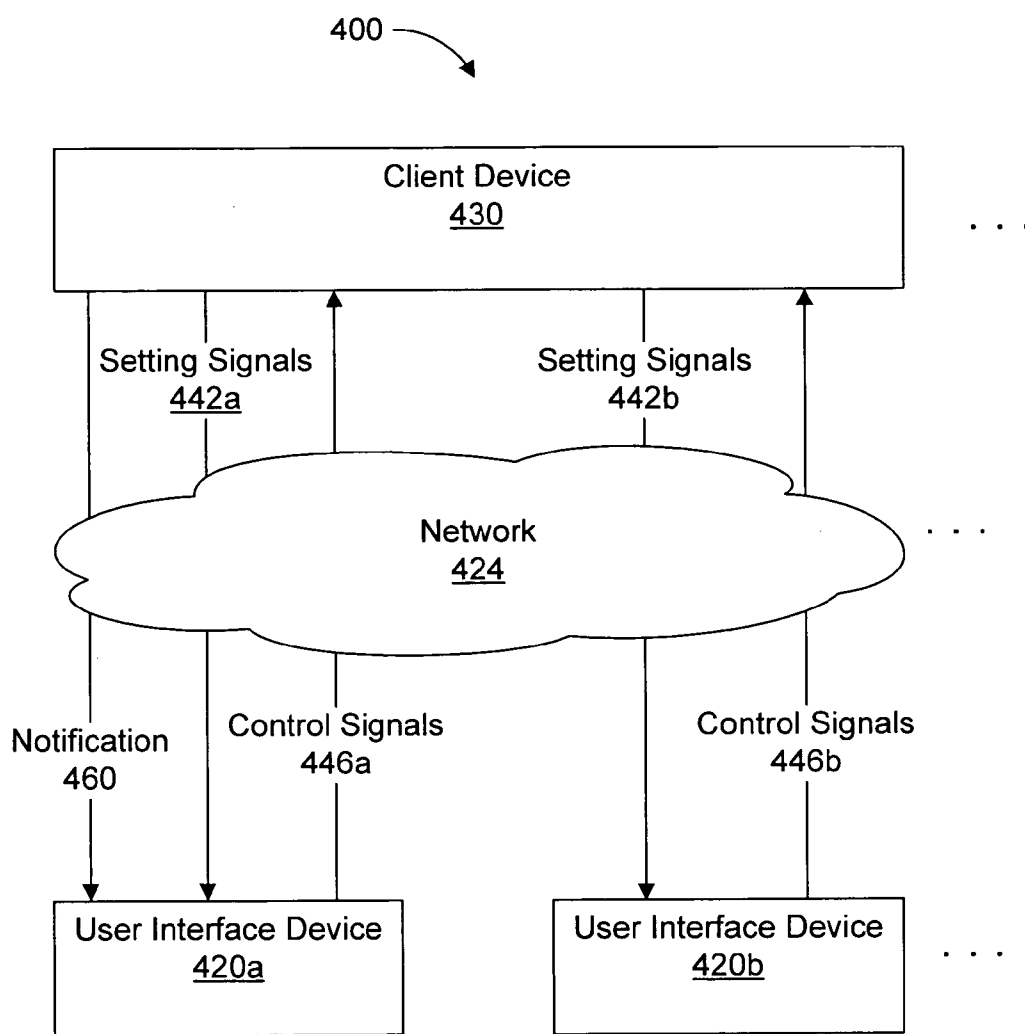 400
Client Device
430
. . .
Setting Signals
442a
Setting Signals
442b
Network
424
. . .
Notification
460
Control Signals
446a
Control Signals
446b
User Interface Device
420a
User Interface Device
420b
. . .